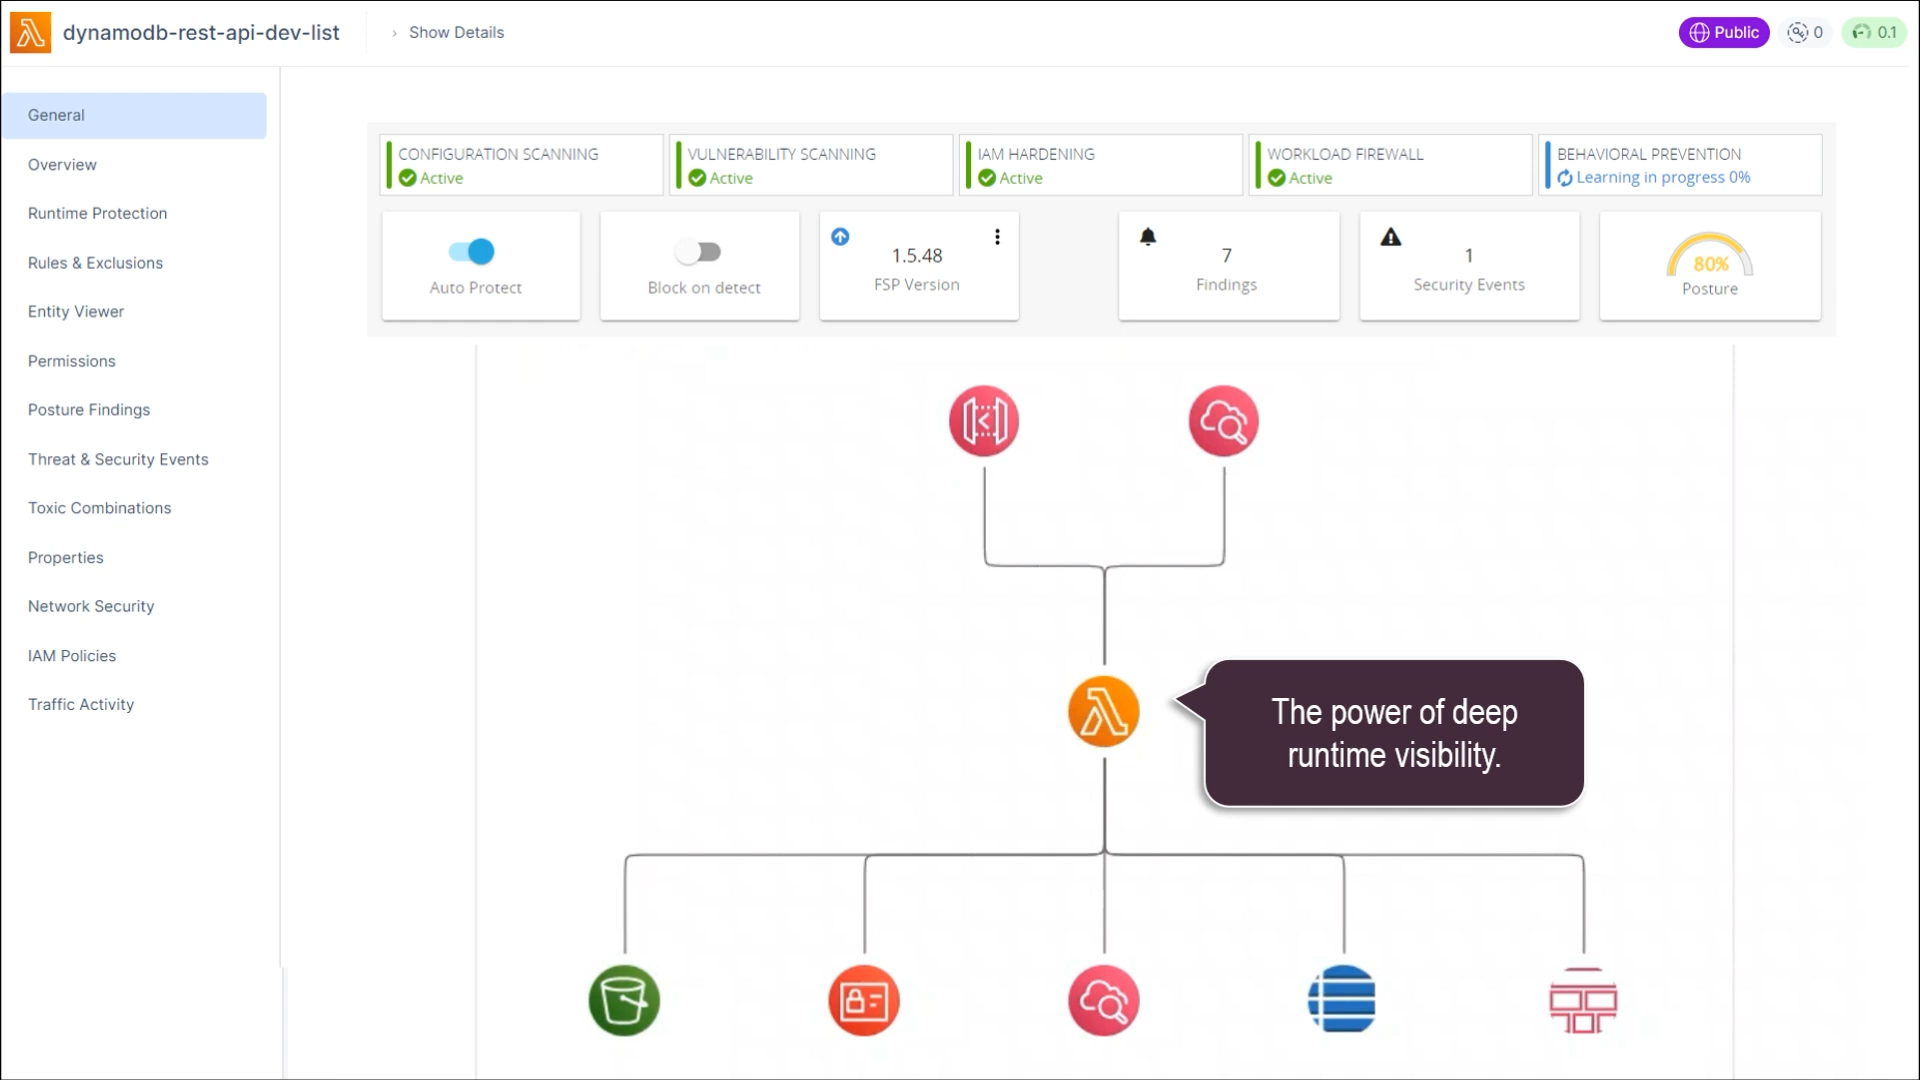 dynamodb-rest-api-dev-list
Show Details
Public
0
0.1
General
Overview
Runtime Protection
Rules & Exclusions
Entity Viewer
Permissions
Posture Findings
Threat & Security Events
Toxic Combinations
Properties
Network Security
IAM Policies
Traffic Activity
CONFIGURATION SCANNING
Active
VULNERABILITY SCANNING
Active
IAM HARDENING
Active
WORKLOAD FIREWALL
Active
BEHAVIORAL PREVENTION
Learning in progress 0%
Auto Protect
Block on detect
1.5.48
FSP Version
7
Findings
1
Security Events
80%
Posture
The power of deep
runtime visibility.